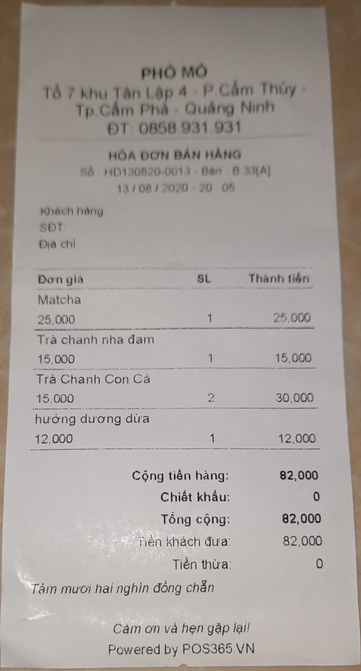 PHỐ MỎ
Tổ 7 khu Tân Lập 4 - P.Cẩm Thủy -
Tp.Cẩm Phả - Quảng Ninh
ĐT: 0858.931.931
HÓA ĐƠN BÁN HÀNG
Số : HD130820-0013 - Bàn : B 33[A]
13 / 08 / 2020 - 20 : 05
Khách hàng
SĐT:
Địa chỉ
Đơn giá SL Thành tiền
Matcha
25,000 1 25,000
Trà chanh nha đam
15,000 1 15,000
Trà Chanh Con Cá
15,000 2 30,000
hướng dương dừa
12,000 1 12,000
Cộng tiền hàng: 82,000
Chiết khấu: 0
Tổng cộng: 82,000
Tiền khách đưa: 82,000
Tiền thừa: 0
Tám mươi hai nghìn đồng chẵn
Cảm ơn và hẹn gặp lại!
Powered by POS365.VN